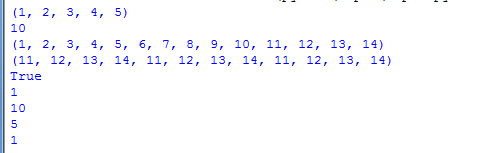 (1, 2, 3, 4, 5)
10
(1, 2, 3, 4, 5, 6, 7, 8, 9, 10, 11, 12, 13, 14)
(11, 12, 13, 14, 11, 12, 13, 14, 11, 12, 13, 14)
True
1
10
5
1